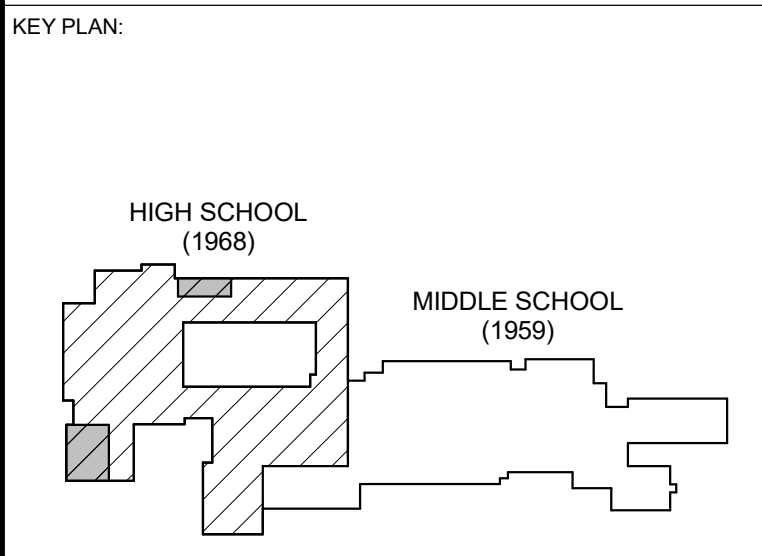 KEY PLAN:
HIGH SCHOOL
(1968)
MIDDLE SCHOOL
(1959)